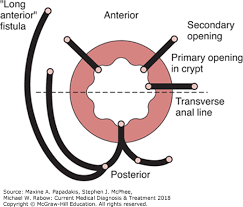 "Long
anterior"
fistula
Anterior
Secondary
opening
Primary opening
in crypt
Transverse
anal line
Posterior
Source: Maxine A. Papadakis, Stephen J. McPhee,
Michael W. Rabow: Current Medical Diagnosis & Treatment 2018
Copyright © McGraw-Hill Education. All rights reserved.